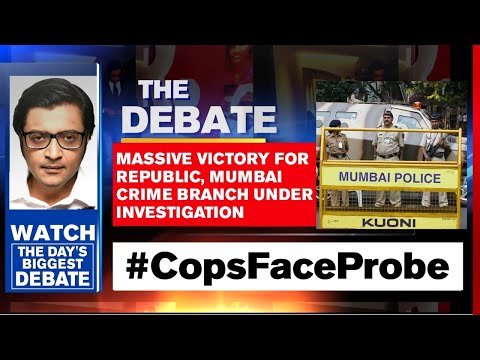 THE
DEBATE
MASSIVE VICTORY FOR
REPUBLIC, MUMBAI
CRIME BRANCH UNDER
INVESTIGATION
MUMBAI POLICE
KUONI
WATCH
THE DAY'S
BIGGEST
DEBATE
#CopsFaceProbe